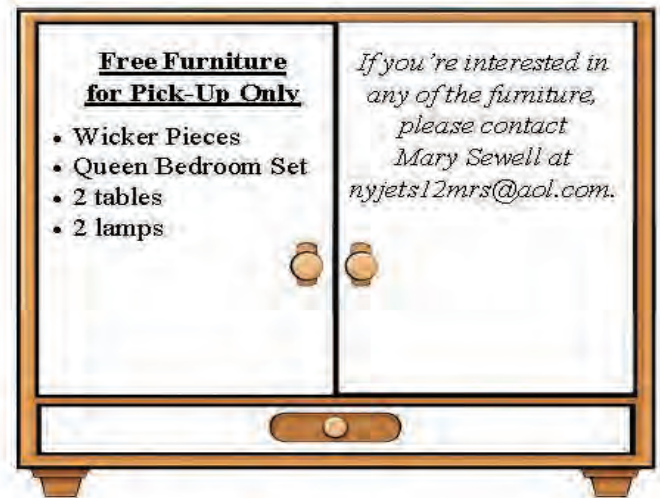 Free Furniture
for Pick-Up Only
• Wicker Pieces
• Queen Bedroom Set
• 2 tables
• 2 lamps
If you're interested in
any of the furniture,
please contact
Mary Sewell at
nyjets12mrs@aol.com.